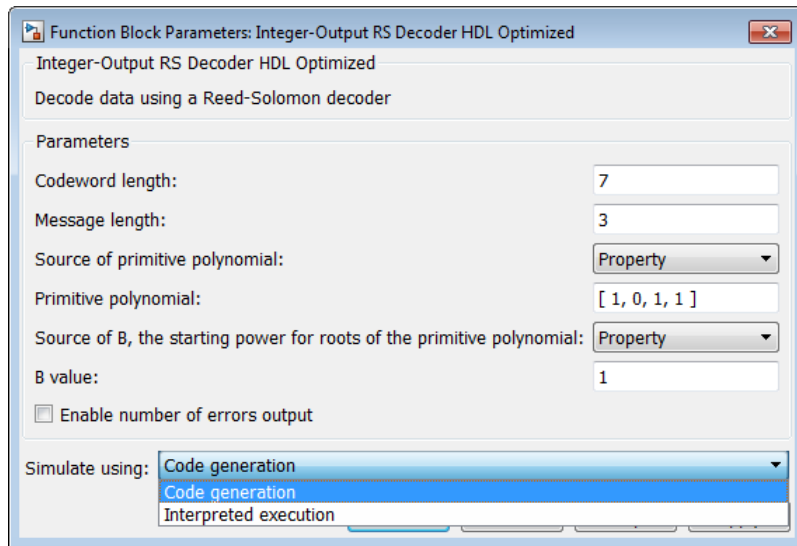 Function Block Parameters: Integer-Output RS Decoder HDL Optimized
Integer-Output RS Decoder HDL Optimized
Decode data using a Reed-Solomon decoder
Parameters
Codeword length: 7
Message length: 3
Source of primitive polynomial: Property
Primitive polynomial: [ 1, 0, 1, 1 ]
Source of B, the starting power for roots of the primitive polynomial: Property
B value: 1
Enable number of errors output
Simulate using: Code generation
Code generation
Interpreted execution